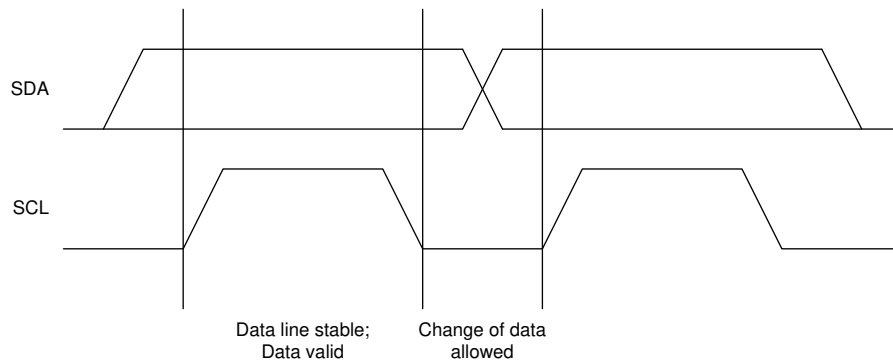 SDA
SCL
Data line stable;
Data valid
Change of data
allowed